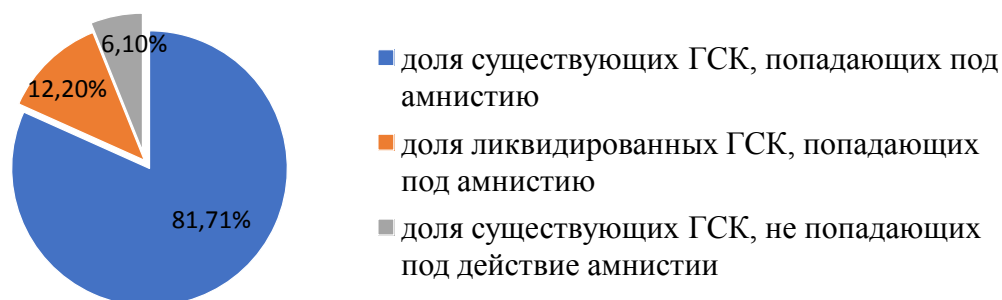 6,10%
12,20%
81,71%
доля существующих ГСК, попадающих под
амнистию
доля ликвидированных ГСК, попадающих
под амнистию
доля существующих ГСК, не попадающих
под действие амнистии